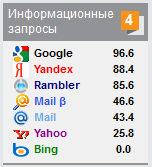 Информационные
запросы
4
Google 96.6
Yandex 88.4
Rambler 85.6
Mail β 46.6
Mail 43.4
Yahoo 25.8
Bing 0.0